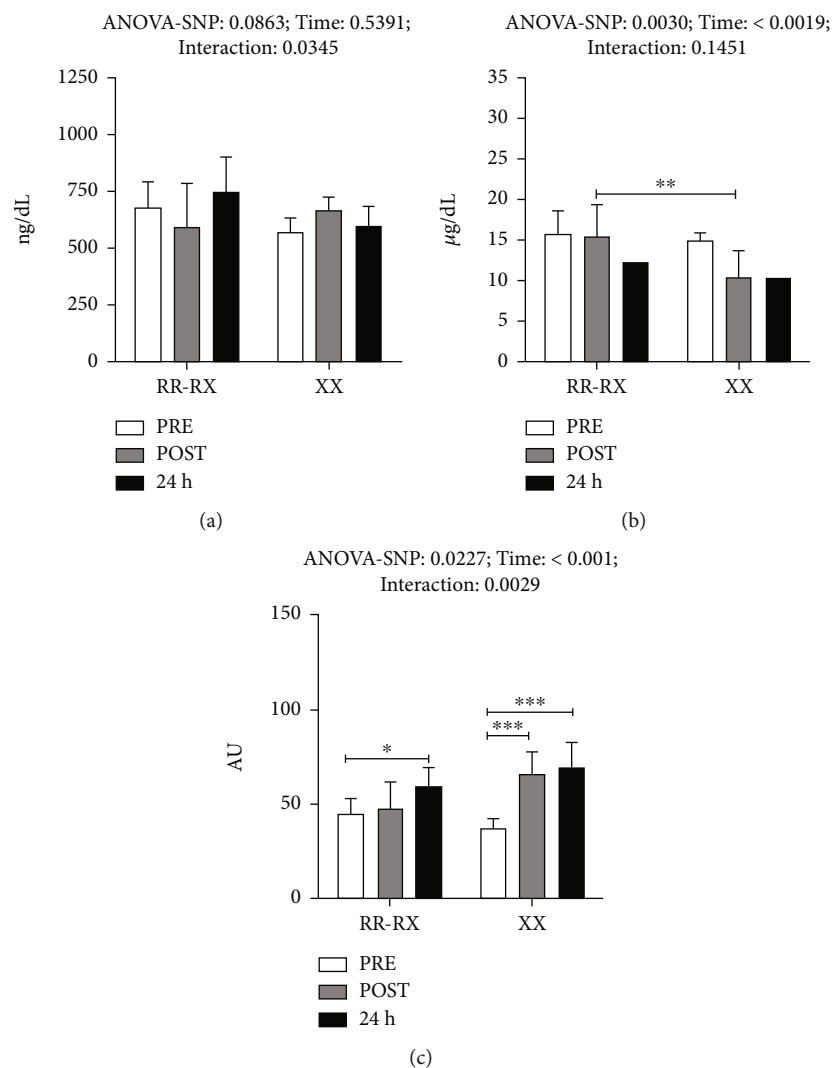 ANOVA-SNP: 0.0863; Time: 0.5391;
Interaction: 0.0345
1250
1000
750
500
250
0
ng/dL
RR-RX
XX
PRE
POST
24 h
(a)
ANOVA-SNP: 0.0030; Time: < 0.0019;
Interaction: 0.1451
35
30
25
20
15
10
5
0
µg/dL
**
RR-RX
XX
PRE
POST
24 h
(b)
ANOVA-SNP: 0.0227; Time: < 0.001;
Interaction: 0.0029
150
100
50
0
AU
*
***
***
RR-RX
XX
PRE
POST
24 h
(c)